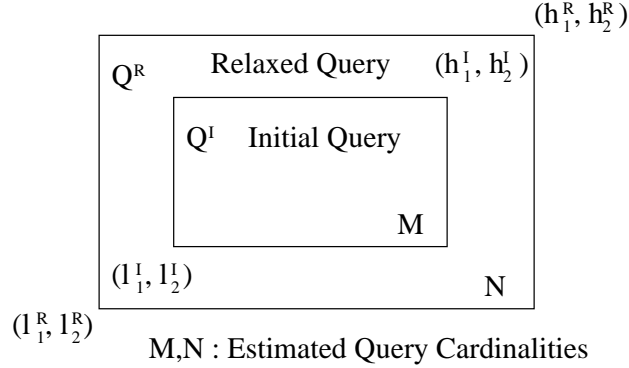 (h₁ᴿ, h₂ᴿ)
Qᴿ Relaxed Query (h₁ᴵ, h₂ᴵ)
Qᴵ Initial Query
M
(l₁ᴵ, l₂ᴵ)
N
(l₁ᴿ, l₂ᴿ)
M,N : Estimated Query Cardinalities